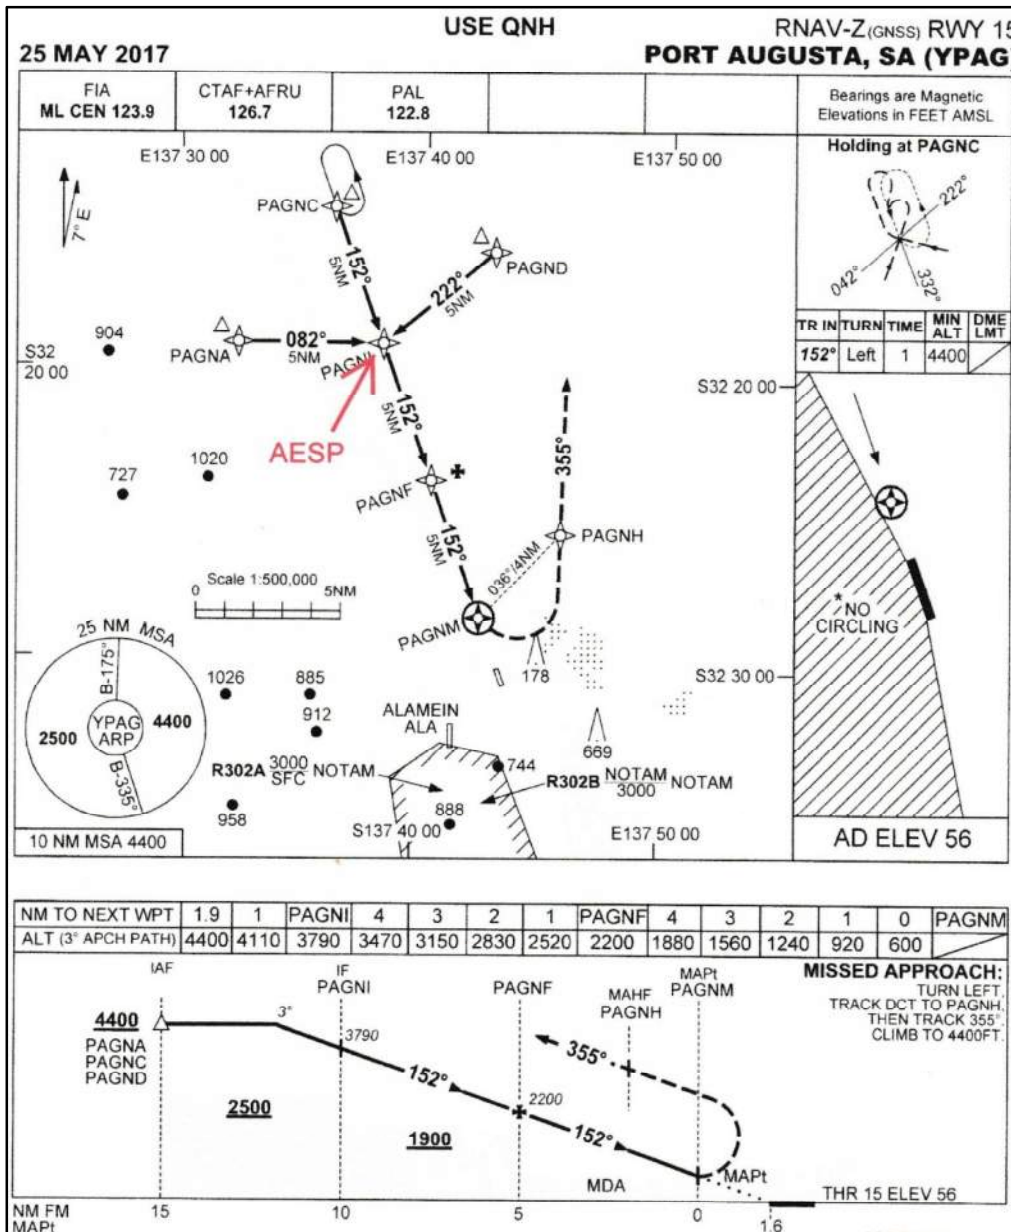 USE QNH
RNAV-Z(GNSS) RWY 15
25 MAY 2017
PORT AUGUSTA, SA (YPAG)
FIA
ML CEN 123.9
CTAF+AFRU
126.7
PAL
122.8
Bearings are Magnetic
Elevations in FEET AMSL
E137 30 00
E137 40 00
E137 50 00
Holding at PAGNC
7° E
PAGNC
152°
5NM
PAGND
222°
5NM
222°
042°
332°
904
PAGNA
082°
5NM
PAGNI
S32
20 00
TR IN TURN TIME MIN ALT DME LMT
152° Left 1 4400
S32 20 00
AESP
152°
5NM
355°
727
1020
PAGNF
152°
5NM
PAGNH
036°/4NM
Scale 1:500,000
0 5NM
PAGNM
*NO
CIRCLING
25 NM MSA
B-175°
2500
YPAG
ARP
4400
B-335°
10 NM MSA 4400
178
S32 30 00
1026
885
912
ALAMEIN
ALA
669
744
R302A 3000
SFC NOTAM
R302B NOTAM
3000 NOTAM
958
888
S137 40 00
E137 50 00
AD ELEV 56
NM TO NEXT WPT 1.9 1 PAGNI 4 3 2 1 PAGNF 4 3 2 1 0 PAGNM
ALT (3° APCH PATH) 4400 4110 3790 3470 3150 2830 2520 2200 1880 1560 1240 920 600
IAF
IF
PAGNI
PAGNF
MAHF
PAGNH
MAPt
PAGNM
MISSED APPROACH:
TURN LEFT,
TRACK DCT TO PAGNH,
THEN TRACK 355°.
CLIMB TO 4400FT.
4400
PAGNA
PAGNC
PAGND
3°
3790
152°
2200
152°
355°
2500
1900
MDA
MAPt
THR 15 ELEV 56
NM FM
MAPt
15
10
5
0
1.6